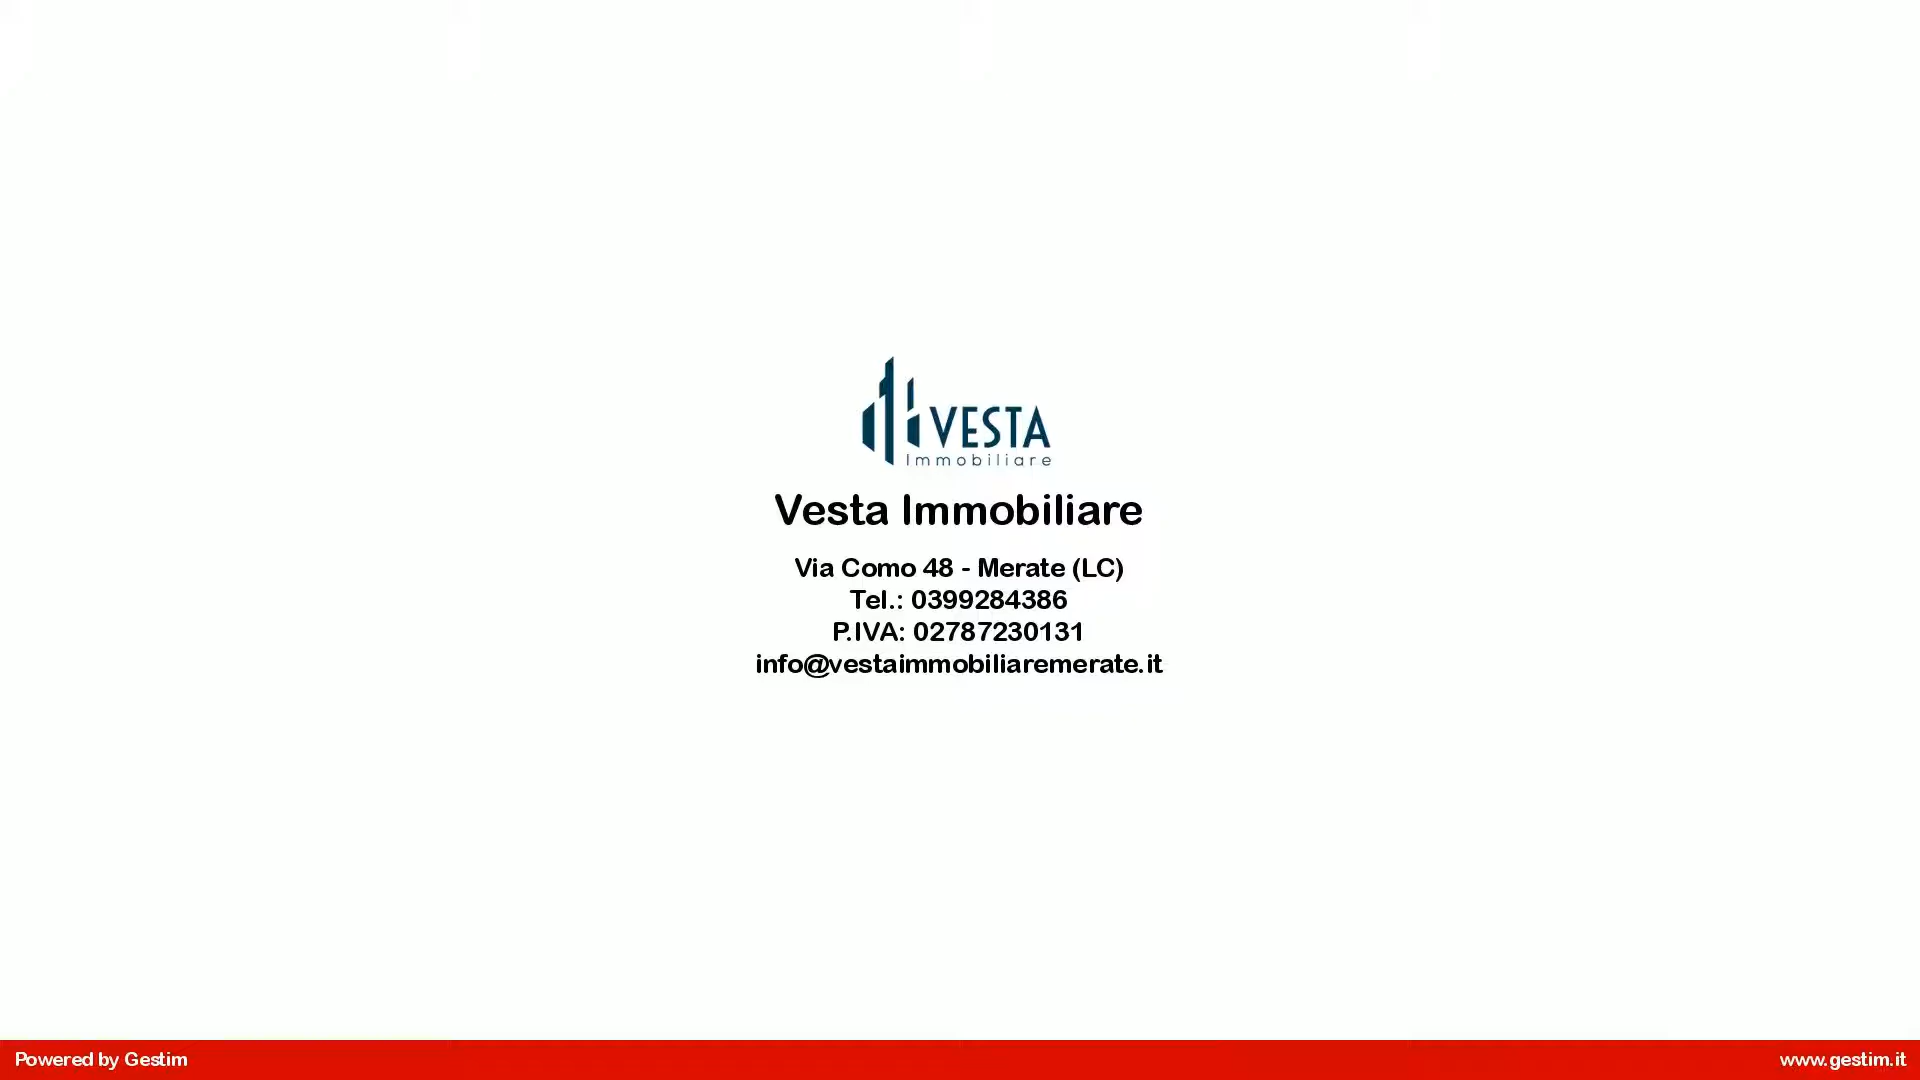 VESTA
Immobiliare
Vesta Immobiliare
Via Como 48 - Merate (LC)
Tel.: 0399284386
P.IVA: 02787230131
info@vestaimmobiliaremerate.it
Powered by Gestim
www.gestim.it